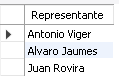 Representante
Antonio Viger
Alvaro Jaumes
Juan Rovira